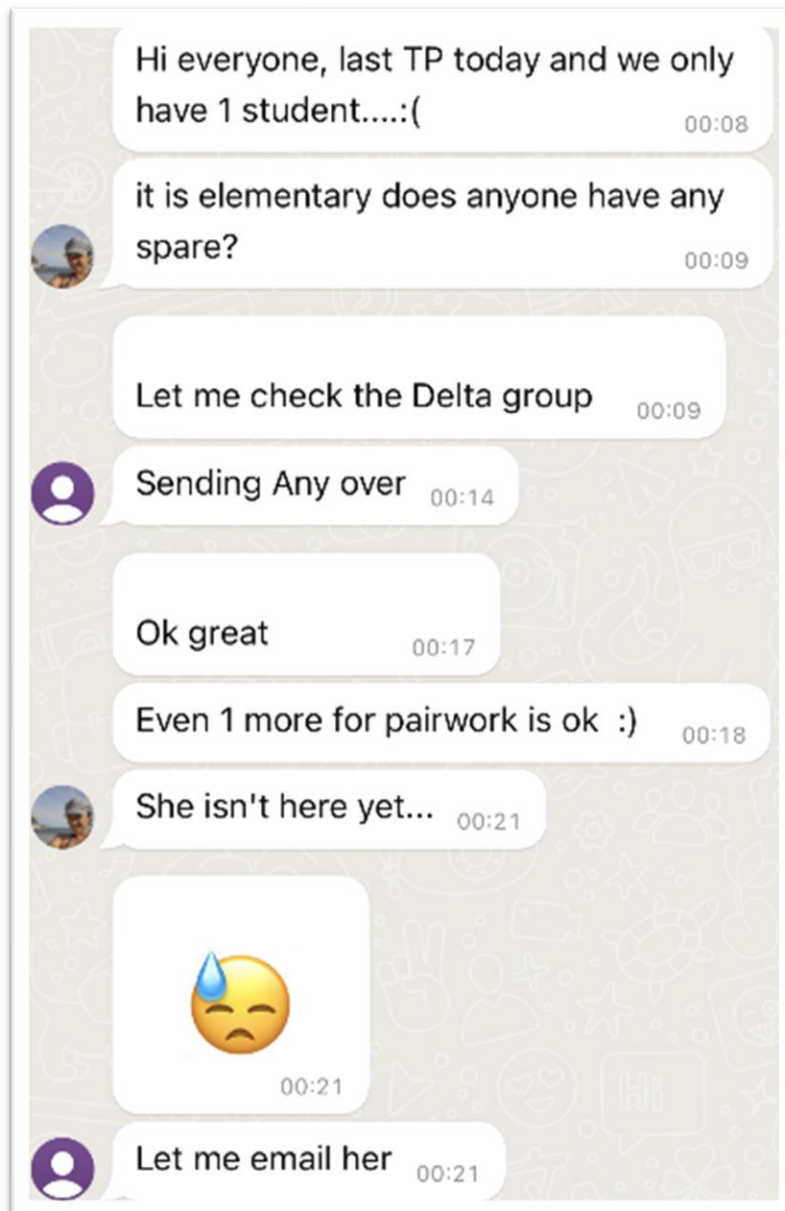 Hi everyone, last TP today and we only
have 1 student....:(
00:08
it is elementary does anyone have any
spare?
00:09
Let me check the Delta group
00:09
Sending Any over
00:14
Ok great
00:17
Even 1 more for pairwork is ok :)
00:18
She isn't here yet...
00:21
00:21
Hi
Let me email her
00:21